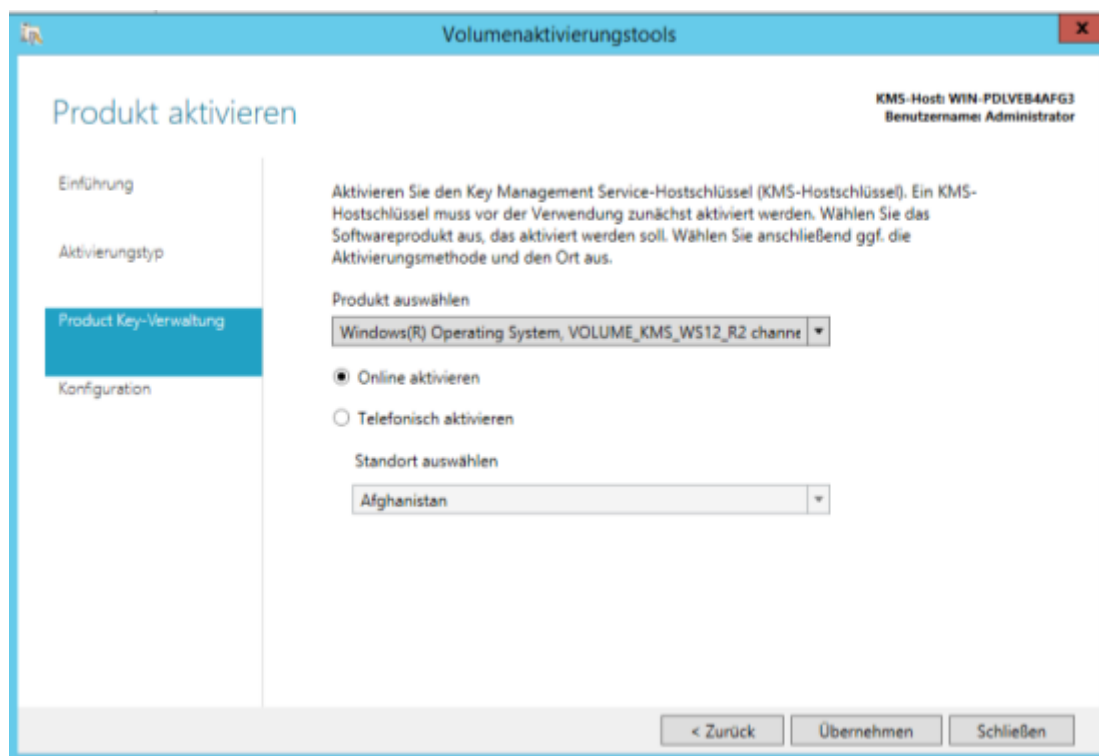 Volumenaktivierungstools
x
Produkt aktivieren
KMS-Host: WIN-PDLVEB4AFG3
Benutzername: Administrator
Einführung
Aktivierungstyp
Product Key-Verwaltung
Konfiguration
Aktivieren Sie den Key Management Service-Hostschlüssel (KMS-Hostschlüssel). Ein KMS-
Hostschlüssel muss vor der Verwendung zunächst aktiviert werden. Wählen Sie das
Softwareprodukt aus, das aktiviert werden soll. Wählen Sie anschließend ggf. die
Aktivierungsmethode und den Ort aus.
Produkt auswählen
Windows(R) Operating System, VOLUME_KMS_WS12_R2 channe
Online aktivieren
Telefonisch aktivieren
Standort auswählen
Afghanistan
< Zurück
Übernehmen
Schließen